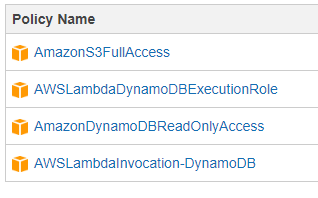 Policy Name
AmazonS3FullAccess
AWSLambdaDynamoDBExecutionRole
AmazonDynamoDBReadOnlyAccess
AWSLambdaInvocation-DynamoDB